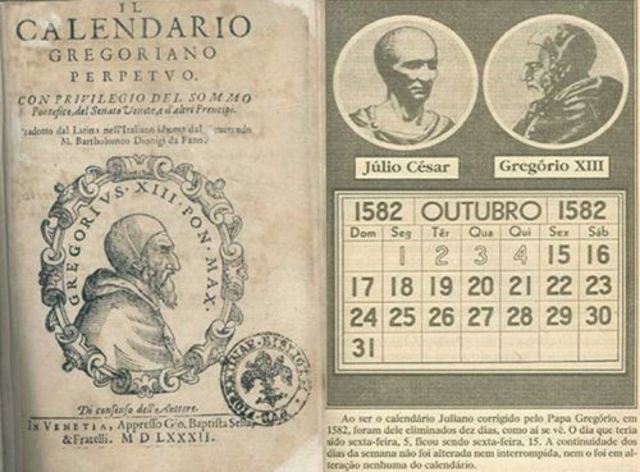 IL
CALENDARIO
GREGORIANO
PERPETVO.
CON PRIVILEGIO DEL SOMMO
Pontefice, del Senato Veneto, e d'altri Prencipi.
dal Latino nell'Italiano idioma dal
M. Bartholomeo Dionigi da Fano.
GREGORIVS XIII PON. MAX.
Di consenso dell'Auttore.
IN VENETIA, Appresso Gio. Baptista Sessa,
& Fratelli. M D LXXXII.
Júlio César
Gregório XIII
1582 OUTUBRO 1582
Dom Seg Têr Qua Qui Sex Sáb
1 2 3 4 15 16
17 18 19 20 21 22 23
24 25 26 27 28 29 30
31
Ao ser o calendário Juliano corrigido pelo Papa Gregório, em
1582, foram dele eliminados dez dias, como aí se vê. O dia que teria
sido sexta-feira, 5, ficou sendo sexta-feira, 15. A continuidade dos
dias da semana não foi alterada nem interrompida, nem o foi em al-
teração nenhuma do calendário.